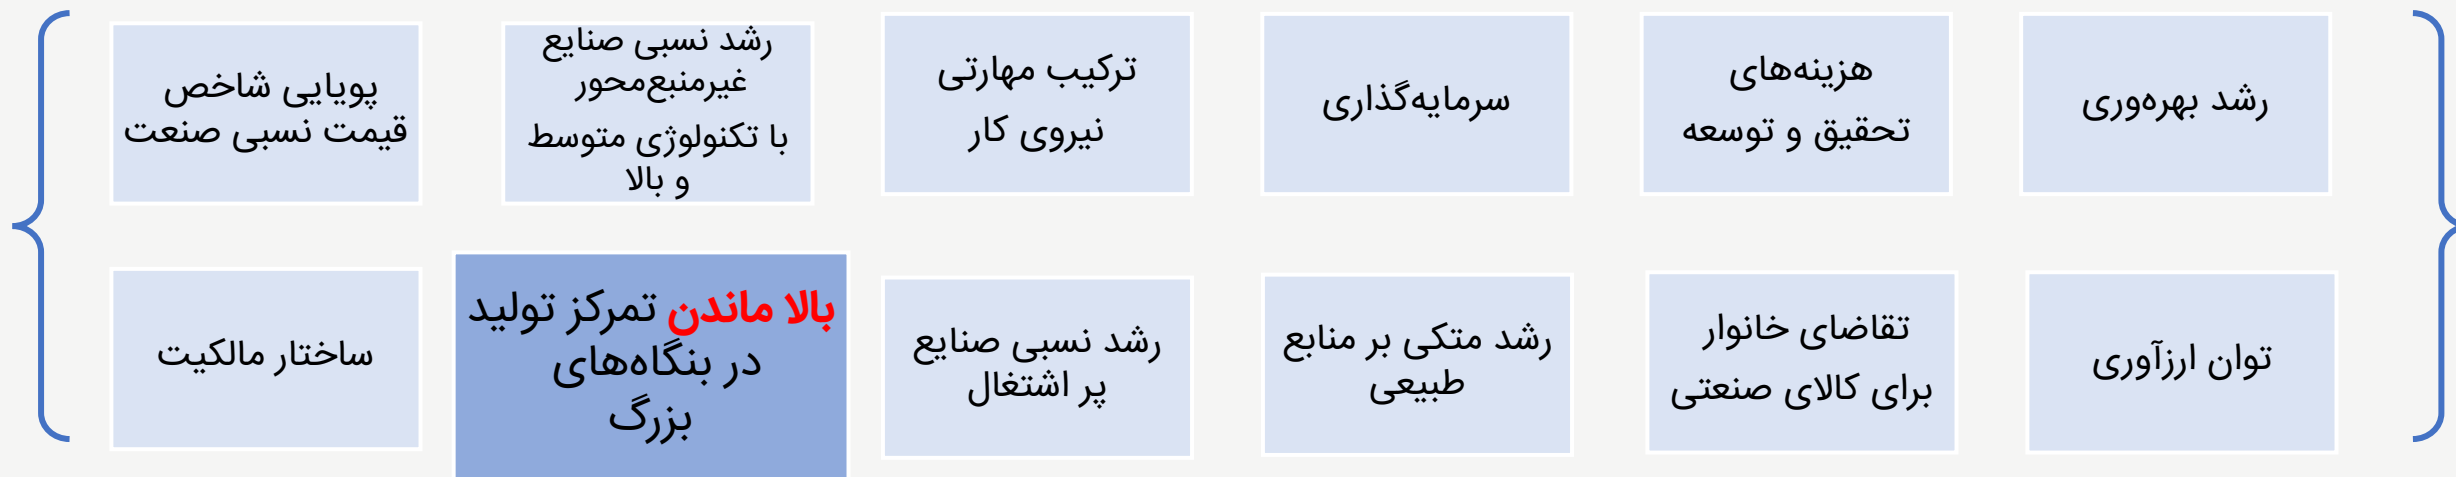 رشد بهره‌وری
هزینه‌های
تحقیق و توسعه
سرمایه‌گذاری
ترکیب مهارتی
نیروی کار
رشد نسبی صنایع
غیرمنبع‌محور
با تکنولوژی متوسط
و بالا
پویایی شاخص
قیمت نسبی صنعت
توان ارزآوری
تقاضای خانوار
برای کالای صنعتی
رشد متکی بر منابع
طبیعی
رشد نسبی صنایع
پر اشتغال
بالا ماندن تمرکز تولید
در بنگاه‌های
بزرگ
ساختار مالکیت